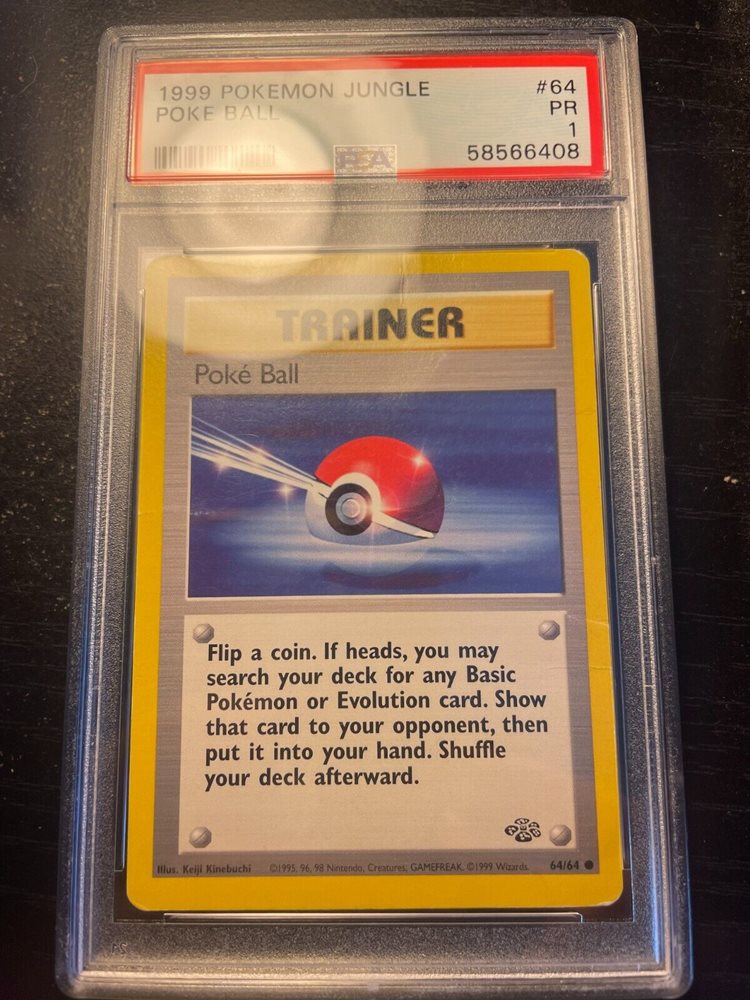 1999 POKEMON JUNGLE #64
POKE BALL PR
1
PSA 58566408
TRAINER
Poké Ball
Flip a coin. If heads, you may
search your deck for any Basic
Pokémon or Evolution card. Show
that card to your opponent, then
put it into your hand. Shuffle
your deck afterward.
Illus. Keiji Kinebuchi ©1995, 96, 98 Nintendo, Creatures, GAMEFREAK. ©1999 Wizards. 64/64 ●